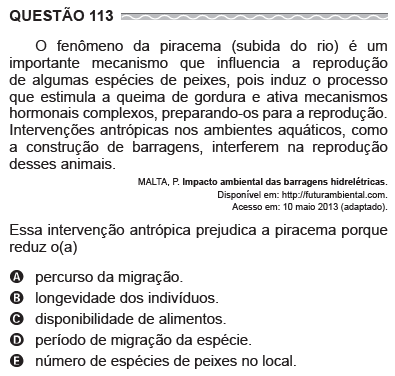 QUESTÃO 113
O fenômeno da piracema (subida do rio) é um
importante mecanismo que influencia a reprodução
de algumas espécies de peixes, pois induz o processo
que estimula a queima de gordura e ativa mecanismos
hormonais complexos, preparando-os para a reprodução.
Intervenções antrópicas nos ambientes aquáticos, como
a construção de barragens, interferem na reprodução
desses animais.
MALTA, P. Impacto ambiental das barragens hidrelétricas.
Disponível em: http://futurambiental.com.
Acesso em: 10 maio 2013 (adaptado).
Essa intervenção antrópica prejudica a piracema porque
reduz o(a)
A percurso da migração.
B longevidade dos indivíduos.
C disponibilidade de alimentos.
D período de migração da espécie.
E número de espécies de peixes no local.